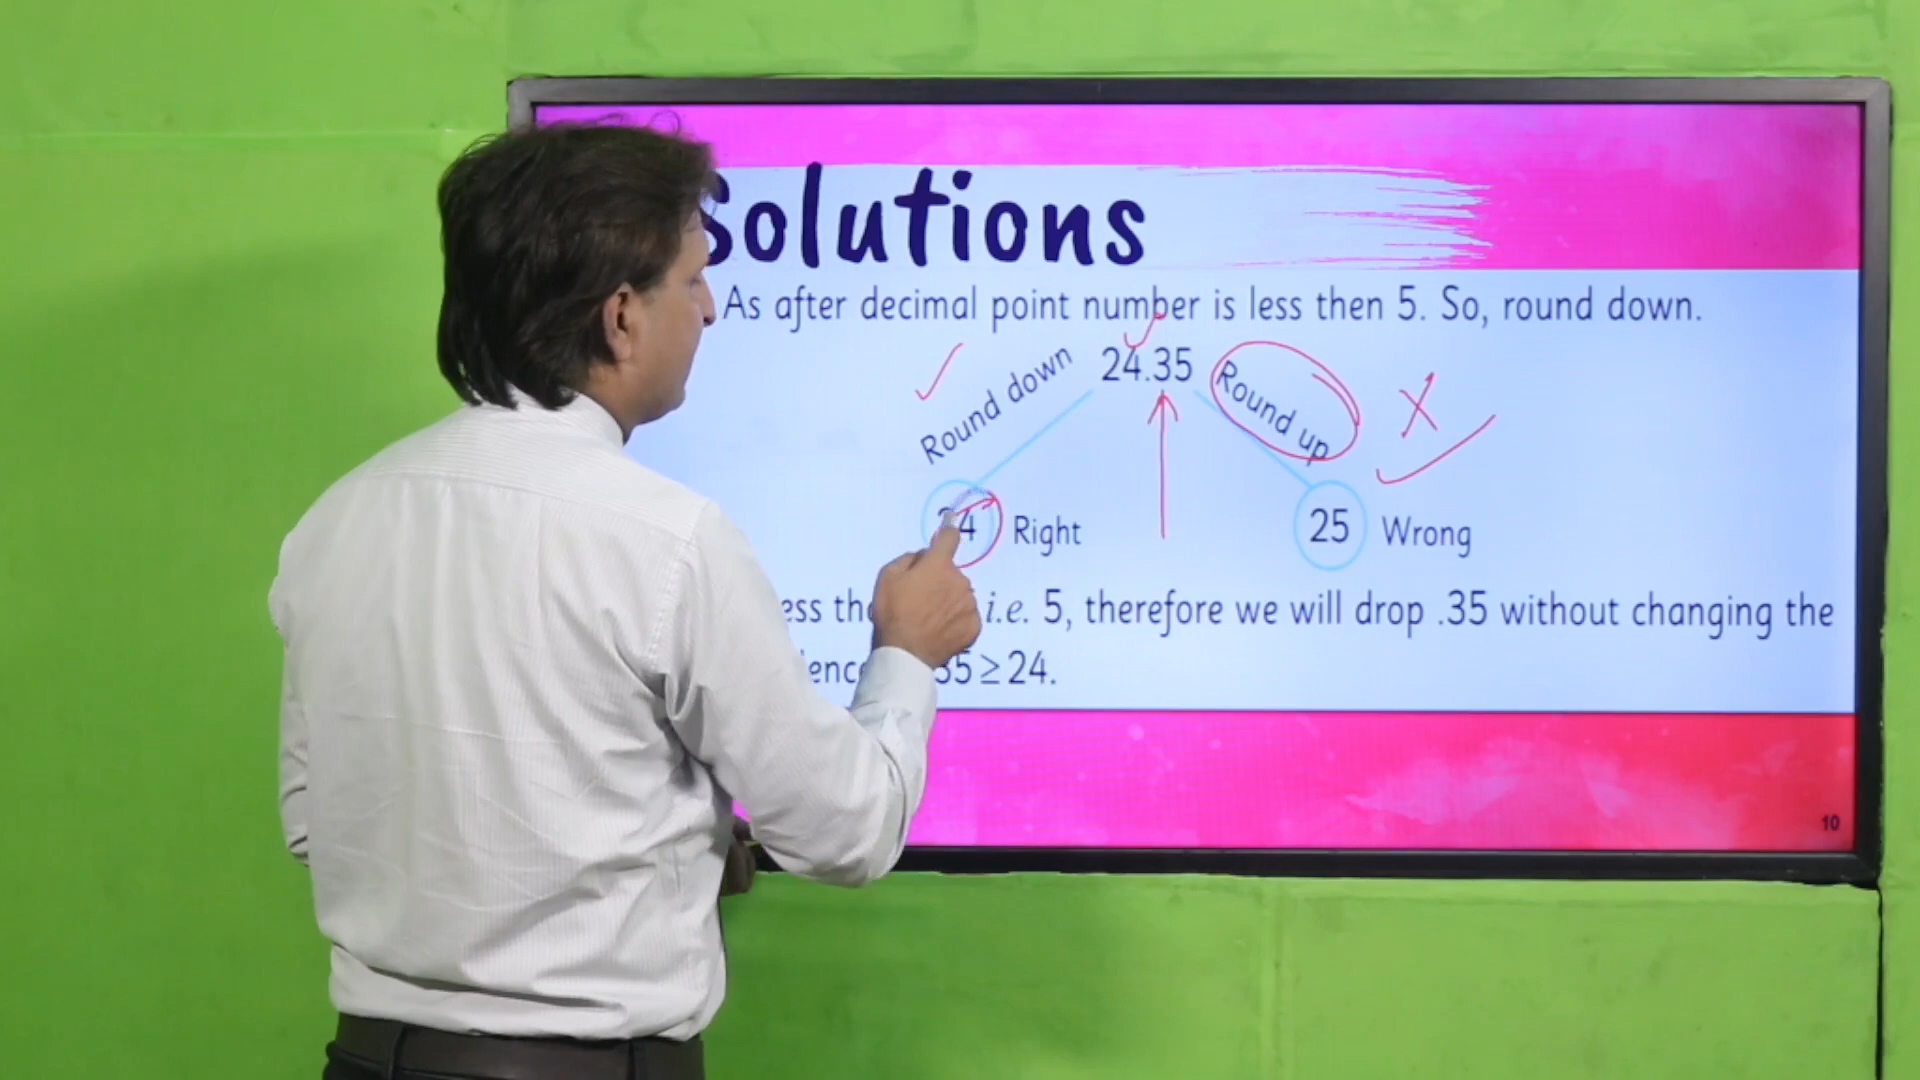 Solutions
As after decimal point number is less then 5. So, round down.
Round down 24.35 Round up X
24 Right 25 Wrong
i.e. 5, therefore we will drop .35 without changing the
35 ≥ 24.
10